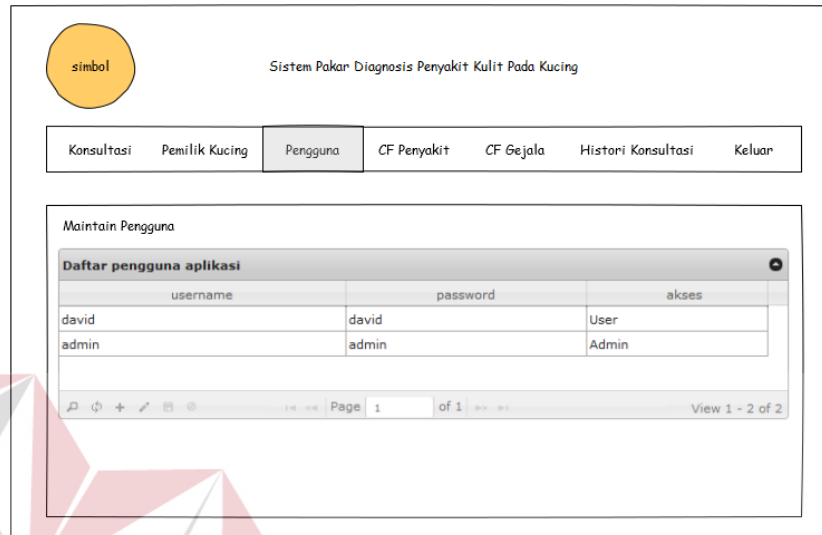 simbol
Sistem Pakar Diagnosis Penyakit Kulit Pada Kucing
Konsultasi Pemilik Kucing Pengguna CF Penyakit CF Gejala Histori Konsultasi Keluar
Maintain Pengguna
Daftar pengguna aplikasi
username password akses
david david User
admin admin Admin
Page 1 of 1 View 1 - 2 of 2